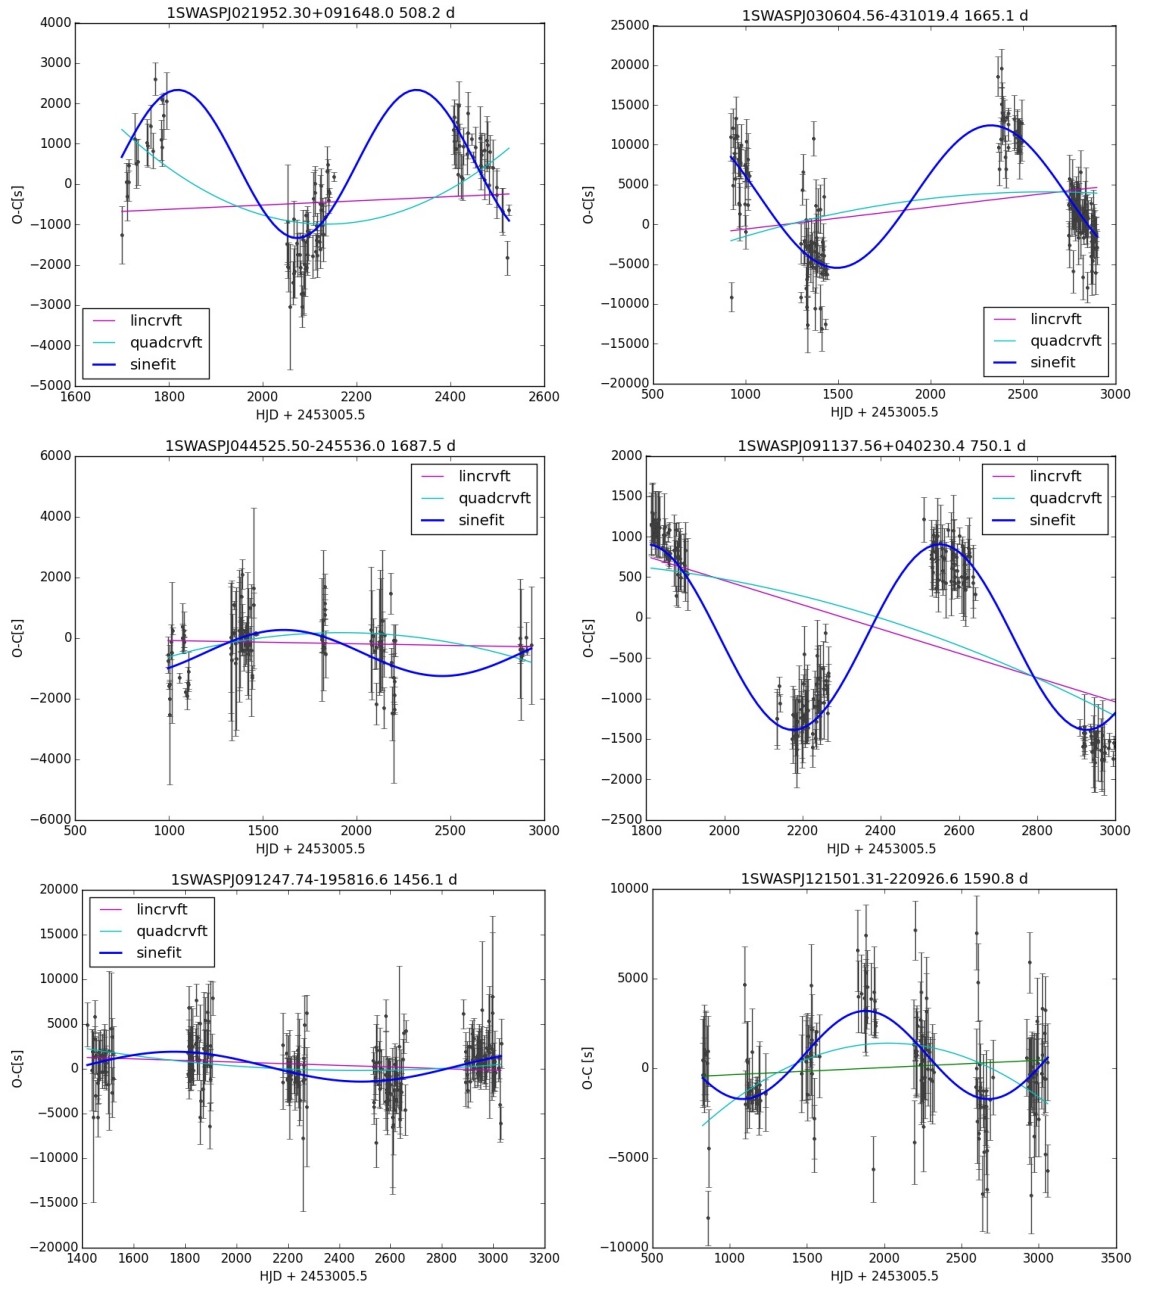 1SWASPJ021952.30+091648.0 508.2 d
4000
3000
2000
1000
0
−1000
−2000
−3000
−4000
−5000
O-C[s]
lincrvft
quadcrvft
sinefit
1600 1800 2000 2200 2400 2600
HJD + 2453005.5
1SWASPJ030604.56-431019.4 1665.1 d
25000
20000
15000
10000
5000
0
−5000
−10000
−15000
−20000
O-C[s]
lincrvft
quadcrvft
sinefit
500 1000 1500 2000 2500 3000
HJD + 2453005.5
1SWASPJ044525.50-245536.0 1687.5 d
6000
4000
2000
0
−2000
−4000
−6000
O-C[s]
lincrvft
quadcrvft
sinefit
500 1000 1500 2000 2500 3000
HJD + 2453005.5
1SWASPJ091137.56+040230.4 750.1 d
2000
1500
1000
500
0
−500
−1000
−1500
−2000
−2500
O-C[s]
lincrvft
quadcrvft
sinefit
1800 2000 2200 2400 2600 2800 3000
HJD + 2453005.5
1SWASPJ091247.74-195816.6 1456.1 d
20000
15000
10000
5000
0
−5000
−10000
−15000
−20000
O-C[s]
lincrvft
quadcrvft
sinefit
1400 1600 1800 2000 2200 2400 2600 2800 3000 3200
HJD + 2453005.5
1SWASPJ121501.31-220926.6 1590.8 d
10000
5000
0
−5000
−10000
O-C [s]
500 1000 1500 2000 2500 3000 3500
HJD + 2453005.5